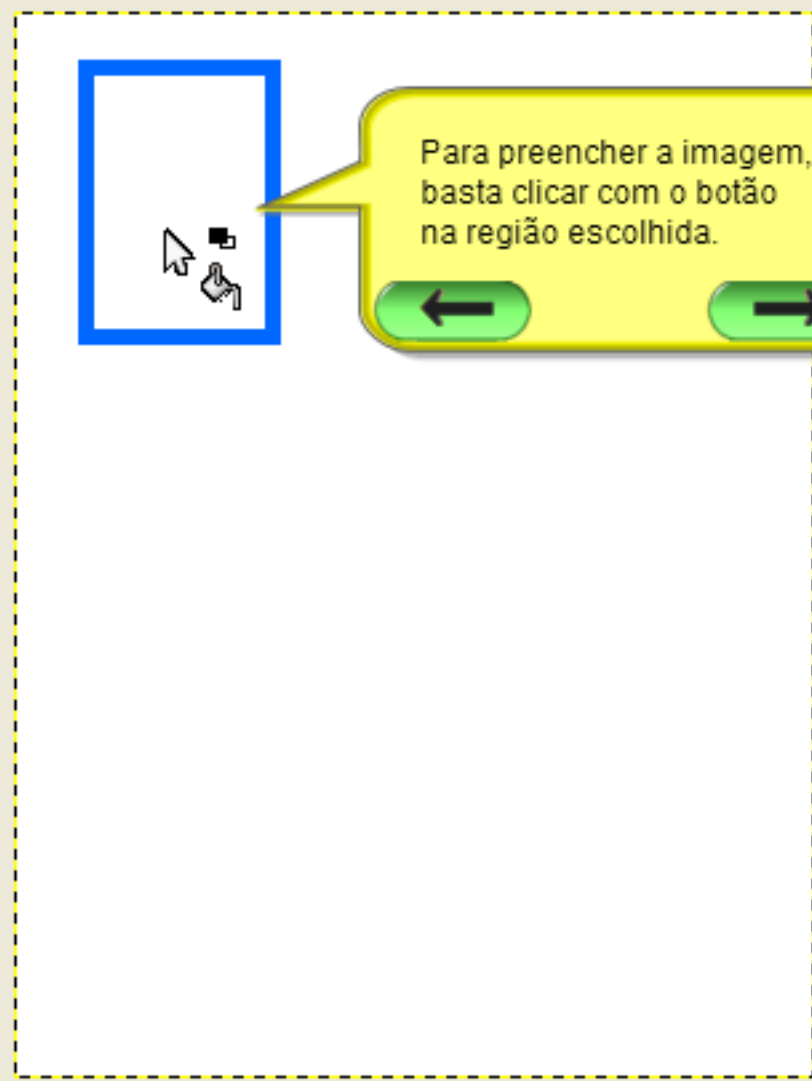 Para preencher a imagem,
basta clicar com o botão
na região escolhida.